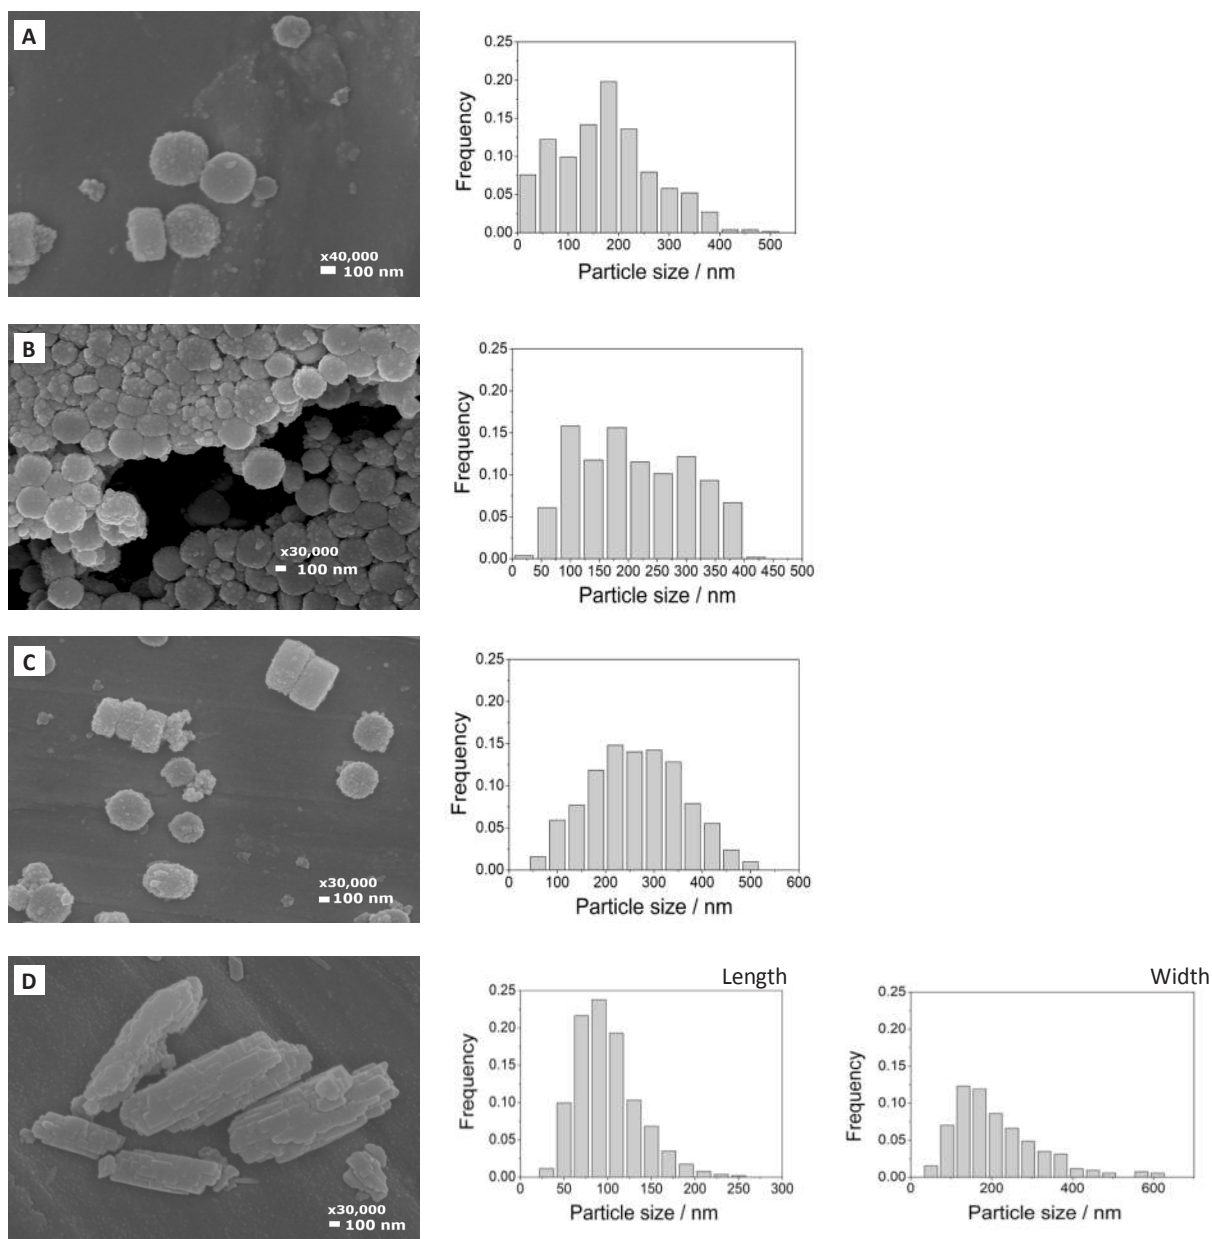 A
x40,000
100 nm
0.25
0.20
0.15
0.10
0.05
0.00
Frequency
0 100 200 300 400 500
Particle size / nm
B
x30,000
100 nm
0.25
0.20
0.15
0.10
0.05
0.00
Frequency
0 50 100 150 200 250 300 350 400 450 500
Particle size / nm
C
x30,000
100 nm
0.25
0.20
0.15
0.10
0.05
0.00
Frequency
0 100 200 300 400 500 600
Particle size / nm
D
x30,000
100 nm
Length
0.25
0.20
0.15
0.10
0.05
0.00
Frequency
0 50 100 150 200 250 300
Particle size / nm
Width
0.25
0.20
0.15
0.10
0.05
0.00
Frequency
0 200 400 600
Particle size / nm